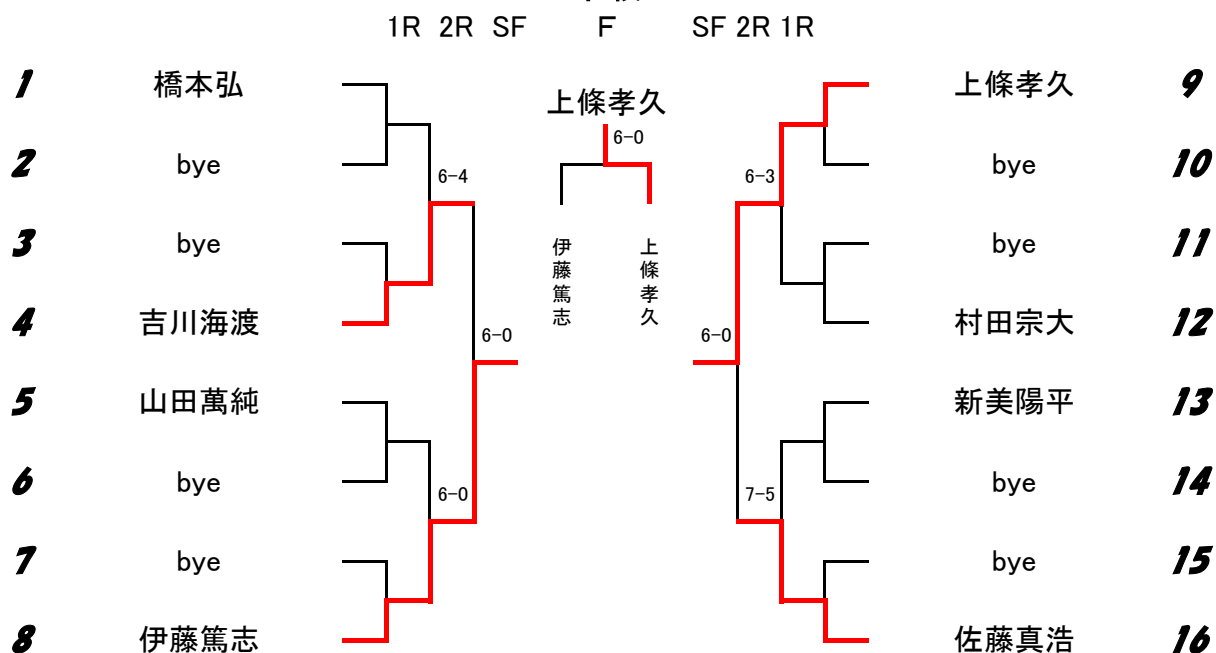 1R 2R SF F SF 2R 1R
1 橋本弘 上條孝久 上條孝久 9
6-0
2 bye 6-4 6-3 bye 10
3 bye 伊藤篤志 上條孝久 bye 11
4 吉川海渡 6-0 6-0 村田宗大 12
5 山田萬純 新美陽平 13
6 bye 6-0 7-5 bye 14
7 bye bye 15
8 伊藤篤志 佐藤真浩 16